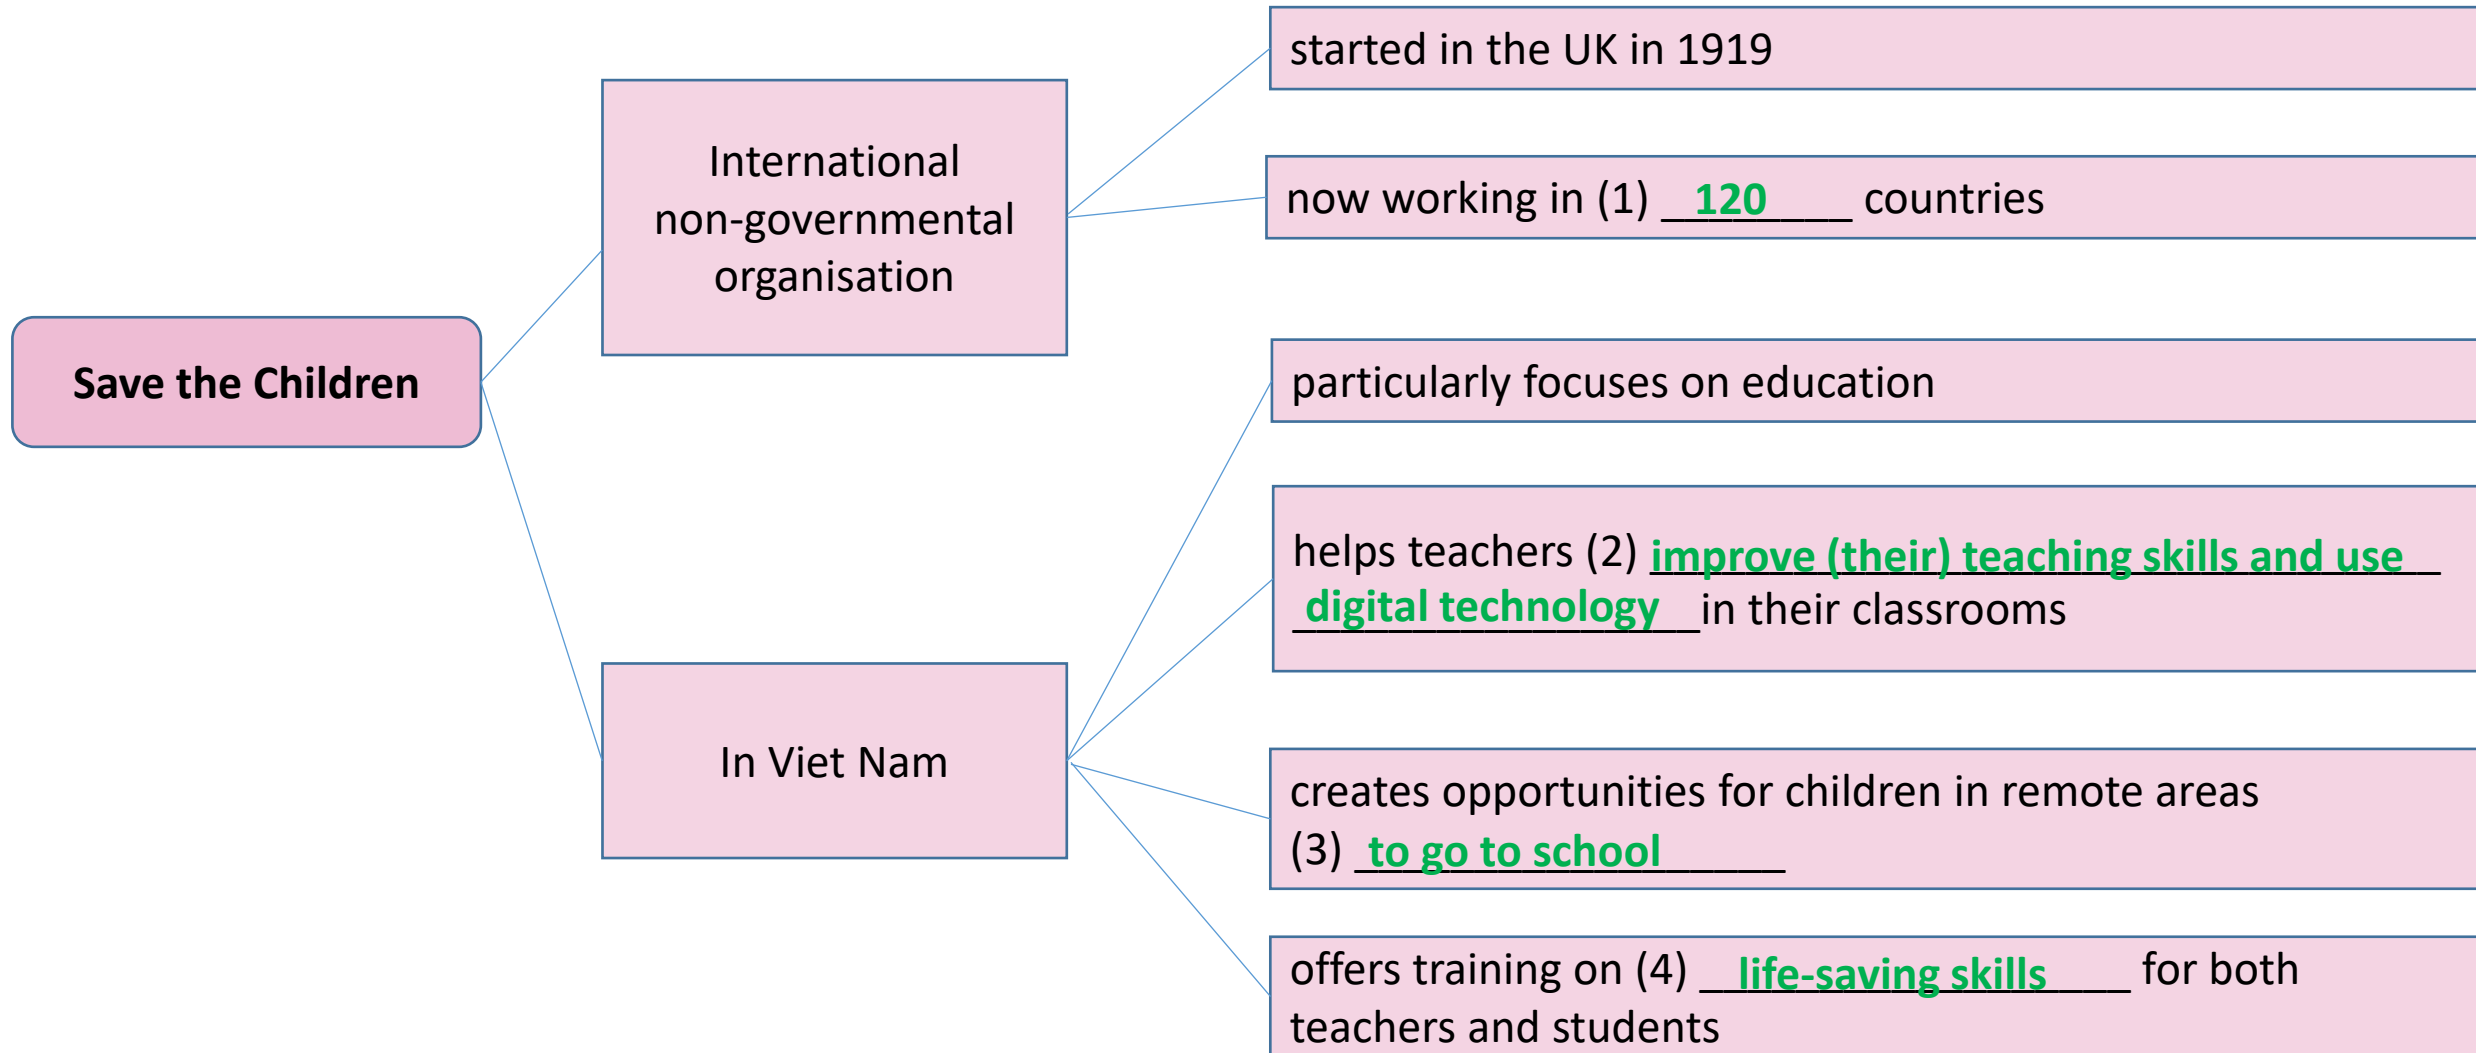 Save the Children
International
non-governmental
organisation
started in the UK in 1919
now working in (1) 120 countries
In Viet Nam
particularly focuses on education
helps teachers (2) improve (their) teaching skills and use
digital technology in their classrooms
creates opportunities for children in remote areas
(3) to go to school
offers training on (4) life-saving skills for both
teachers and students